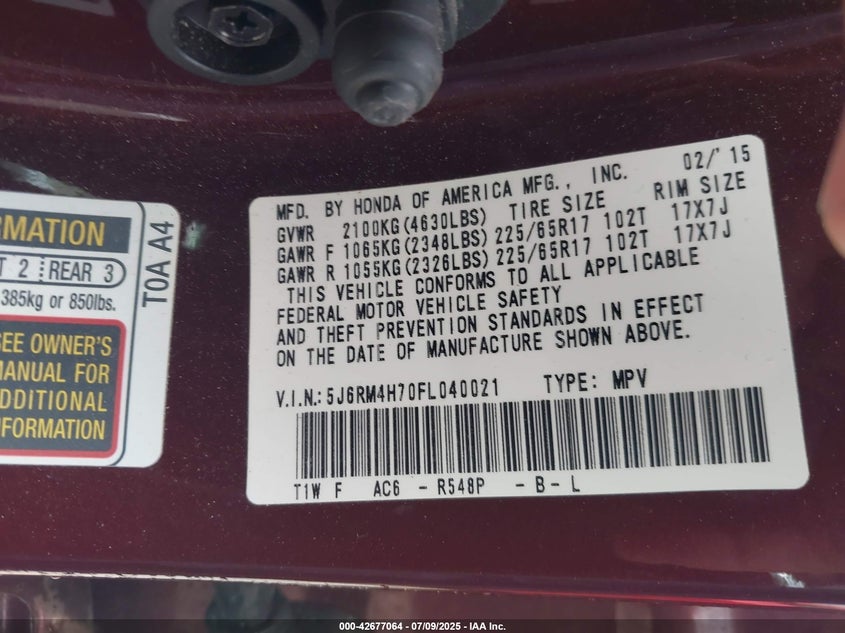 RMATION
T 2 REAR 3
385kg or 850lbs.
SEE OWNER'S
MANUAL FOR
ADDITIONAL
INFORMATION
T0A A4
MFD. BY HONDA OF AMERICA MFG., INC. 02/'15
GVWR 2100KG(4630LBS) TIRE SIZE RIM SIZE
GAWR F 1065KG(2348LBS) 225/65R17 102T 17X7J
GAWR R 1055KG(2326LBS) 225/65R17 102T 17X7J
THIS VEHICLE CONFORMS TO ALL APPLICABLE
FEDERAL MOTOR VEHICLE SAFETY
AND THEFT PREVENTION STANDARDS IN EFFECT
ON THE DATE OF MANUFACTURE SHOWN ABOVE.
V.I.N.:5J6RM4H70FL040021 TYPE: MPV
T1W F AC6 - R548P - B - L
000-42677064 - 07/09/2025 - IAA Inc.